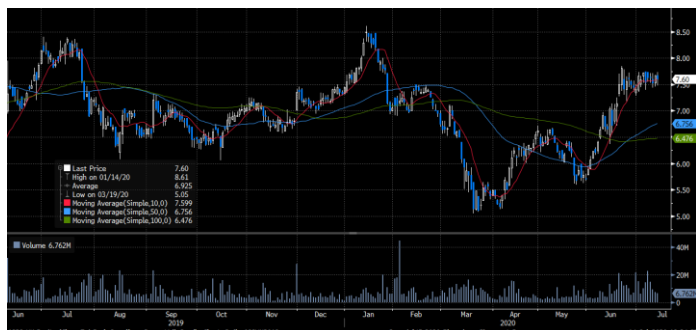 8.50
8.00
7.60
7.50
7.00
6.756
6.476
6.00
5.50
5.00
Last Price 7.60
High on 01/14/20 8.61
Average 6.925
Low on 03/19/20 5.05
Moving Average(Simple,10,0) 7.599
Moving Average(Simple,50,0) 6.756
Moving Average(Simple,100,0) 6.476
Volume 6.762M
40M
20M
6.762M
Jun Jul Aug Sep Oct Nov Dec Jan Feb Mar Apr May Jun Jul
2019 2020